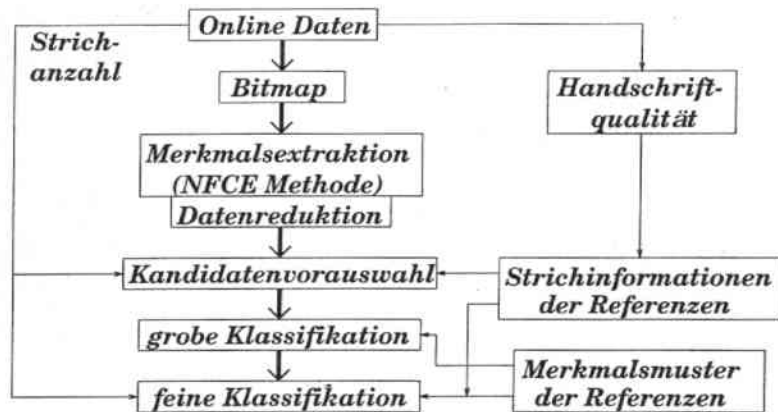 Online Daten
Strich-
anzahl
Bitmap
Handschrift-
qualität
Merkmalsextraktion
(NFCE Methode)
Datenreduktion
Kandidatenvorauswahl
Strichinformationen
der Referenzen
grobe Klassifikation
Merkmalsmuster
der Referenzen
feine Klassifikation